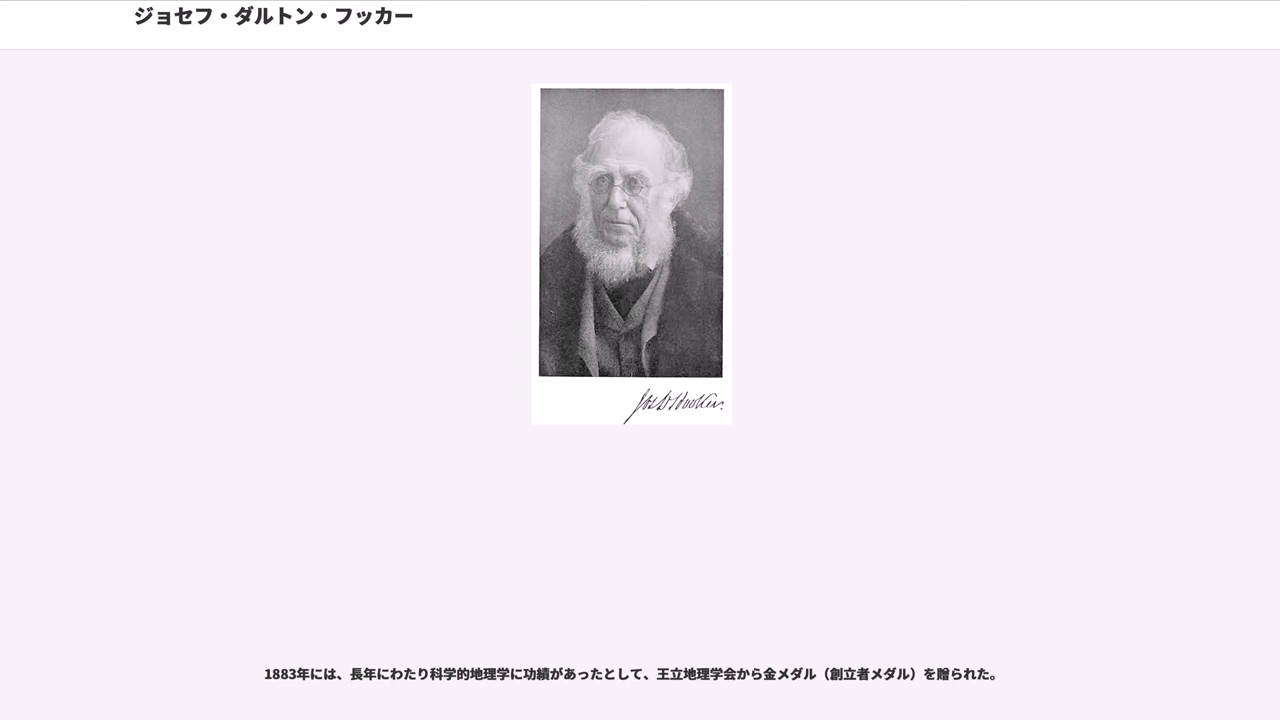 ジョセフ・ダルトン・フッカー
Jos. D. Hooker.
1883年には、長年にわたり科学的地理学に功績があったとして、王立地理学会から金メダル（創立者メダル）を贈られた。